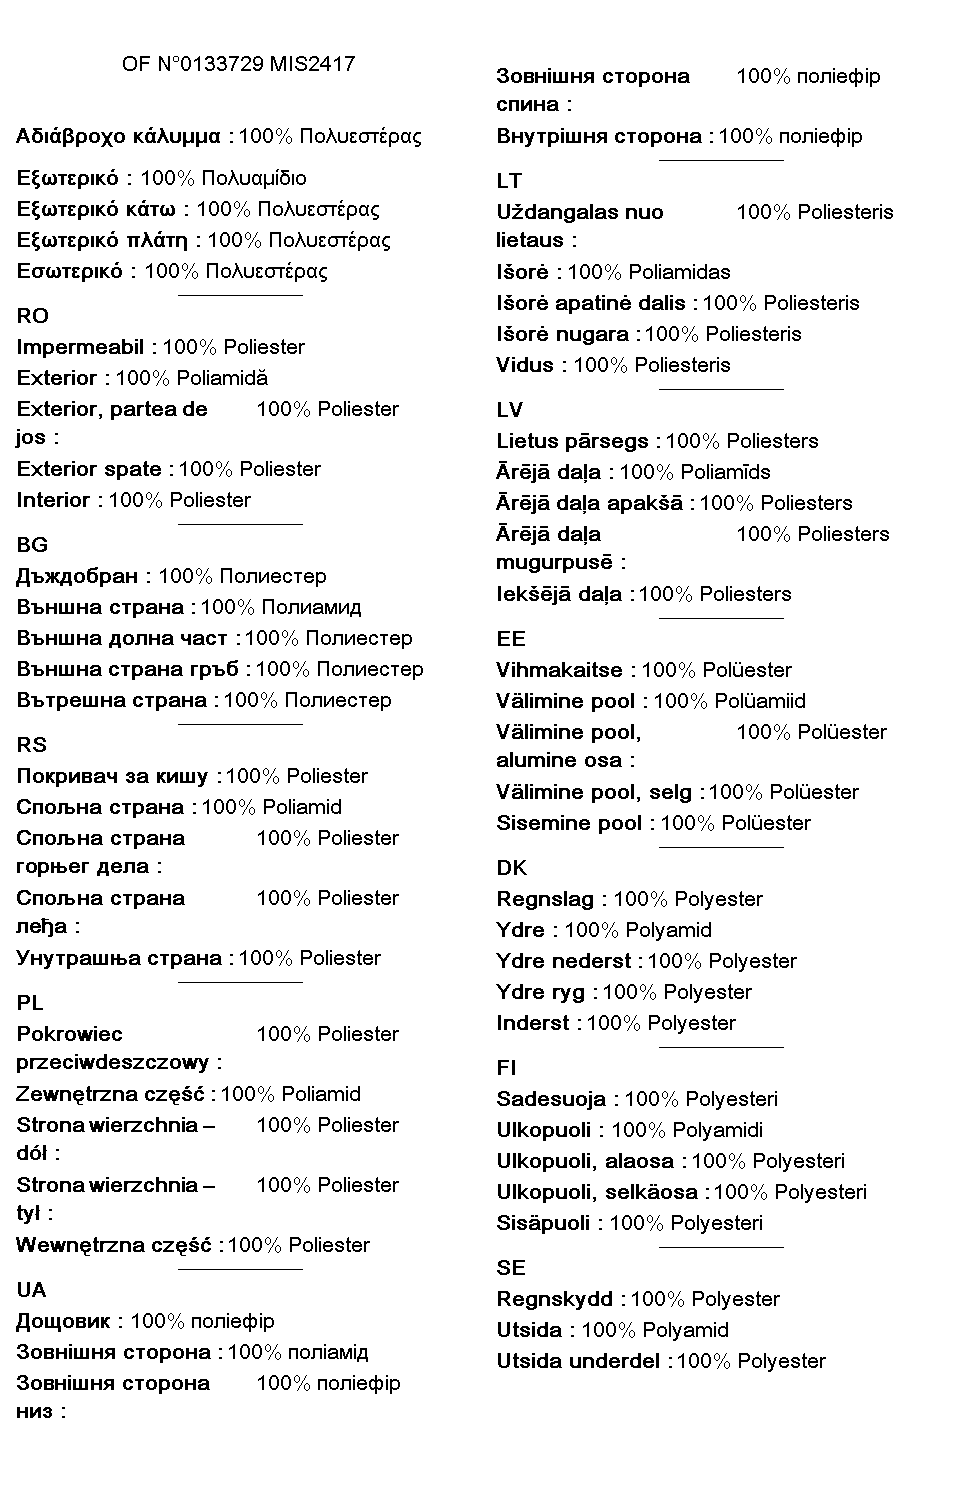 OF N°0133729 MIS2417
Αδιάβροχο κάλυμμα : 100% Πολυεστέρας
Εξωτερικό : 100% Πολυαμίδιο
Εξωτερικό κάτω : 100% Πολυεστέρας
Εξωτερικό πλάτη : 100% Πολυεστέρας
Εσωτερικό : 100% Πολυεστέρας
RO
Impermeabil : 100% Poliester
Exterior : 100% Poliamidă
Exterior, partea de 100% Poliester
jos :
Exterior spate : 100% Poliester
Interior : 100% Poliester
BG
Дъждобран : 100% Полиестер
Външна страна : 100% Полиамид
Външна долна част : 100% Полиестер
Външна страна гръб : 100% Полиестер
Вътрешна страна : 100% Полиестер
RS
Покривач за кишу : 100% Poliester
Спољна страна : 100% Poliamid
Спољна страна 100% Poliester
горњег дела :
Спољна страна 100% Poliester
леђа :
Унутрашња страна : 100% Poliester
PL
Pokrowiec 100% Poliester
przeciwdeszczowy :
Zewnętrzna część : 100% Poliamid
Strona wierzchnia – 100% Poliester
dół :
Strona wierzchnia – 100% Poliester
tył :
Wewnętrzna część : 100% Poliester
UA
Дощовик : 100% поліефір
Зовнішня сторона : 100% поліамід
Зовнішня сторона 100% поліефір
низ :
Зовнішня сторона 100% поліефір
спина :
Внутрішня сторона : 100% поліефір
LT
Uždangalas nuo 100% Poliesteris
lietaus :
Išorė : 100% Poliamidas
Išorė apatinė dalis : 100% Poliesteris
Išorė nugara : 100% Poliesteris
Vidus : 100% Poliesteris
LV
Lietus pārsegs : 100% Poliesters
Ārējā daļa : 100% Poliamīds
Ārējā daļa apakšā : 100% Poliesters
Ārējā daļa 100% Poliesters
mugurpusē :
Iekšējā daļa : 100% Poliesters
EE
Vihmakaitse : 100% Polüester
Välimine pool : 100% Polüamiid
Välimine pool, 100% Polüester
alumine osa :
Välimine pool, selg : 100% Polüester
Sisemine pool : 100% Polüester
DK
Regnslag : 100% Polyester
Ydre : 100% Polyamid
Ydre nederst : 100% Polyester
Ydre ryg : 100% Polyester
Inderst : 100% Polyester
FI
Sadesuoja : 100% Polyesteri
Ulkopuoli : 100% Polyamidi
Ulkopuoli, alaosa : 100% Polyesteri
Ulkopuoli, selkäosa : 100% Polyesteri
Sisäpuoli : 100% Polyesteri
SE
Regnskydd : 100% Polyester
Utsida : 100% Polyamid
Utsida underdel : 100% Polyester